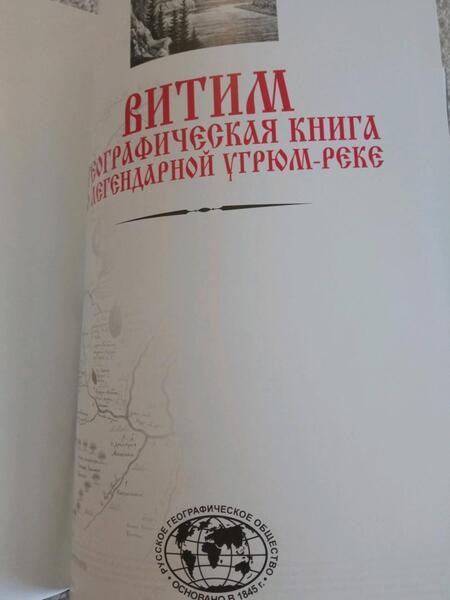 ВИТИМ
ГЕОГРАФИЧЕСКАЯ КНИГА
ЛЕГЕНДАРНОЙ УГРЮМ-РЕКЕ
РУССКОЕ ГЕОГРАФИЧЕСКОЕ ОБЩЕСТВО
• ОСНОВАНО В 1845 г. •